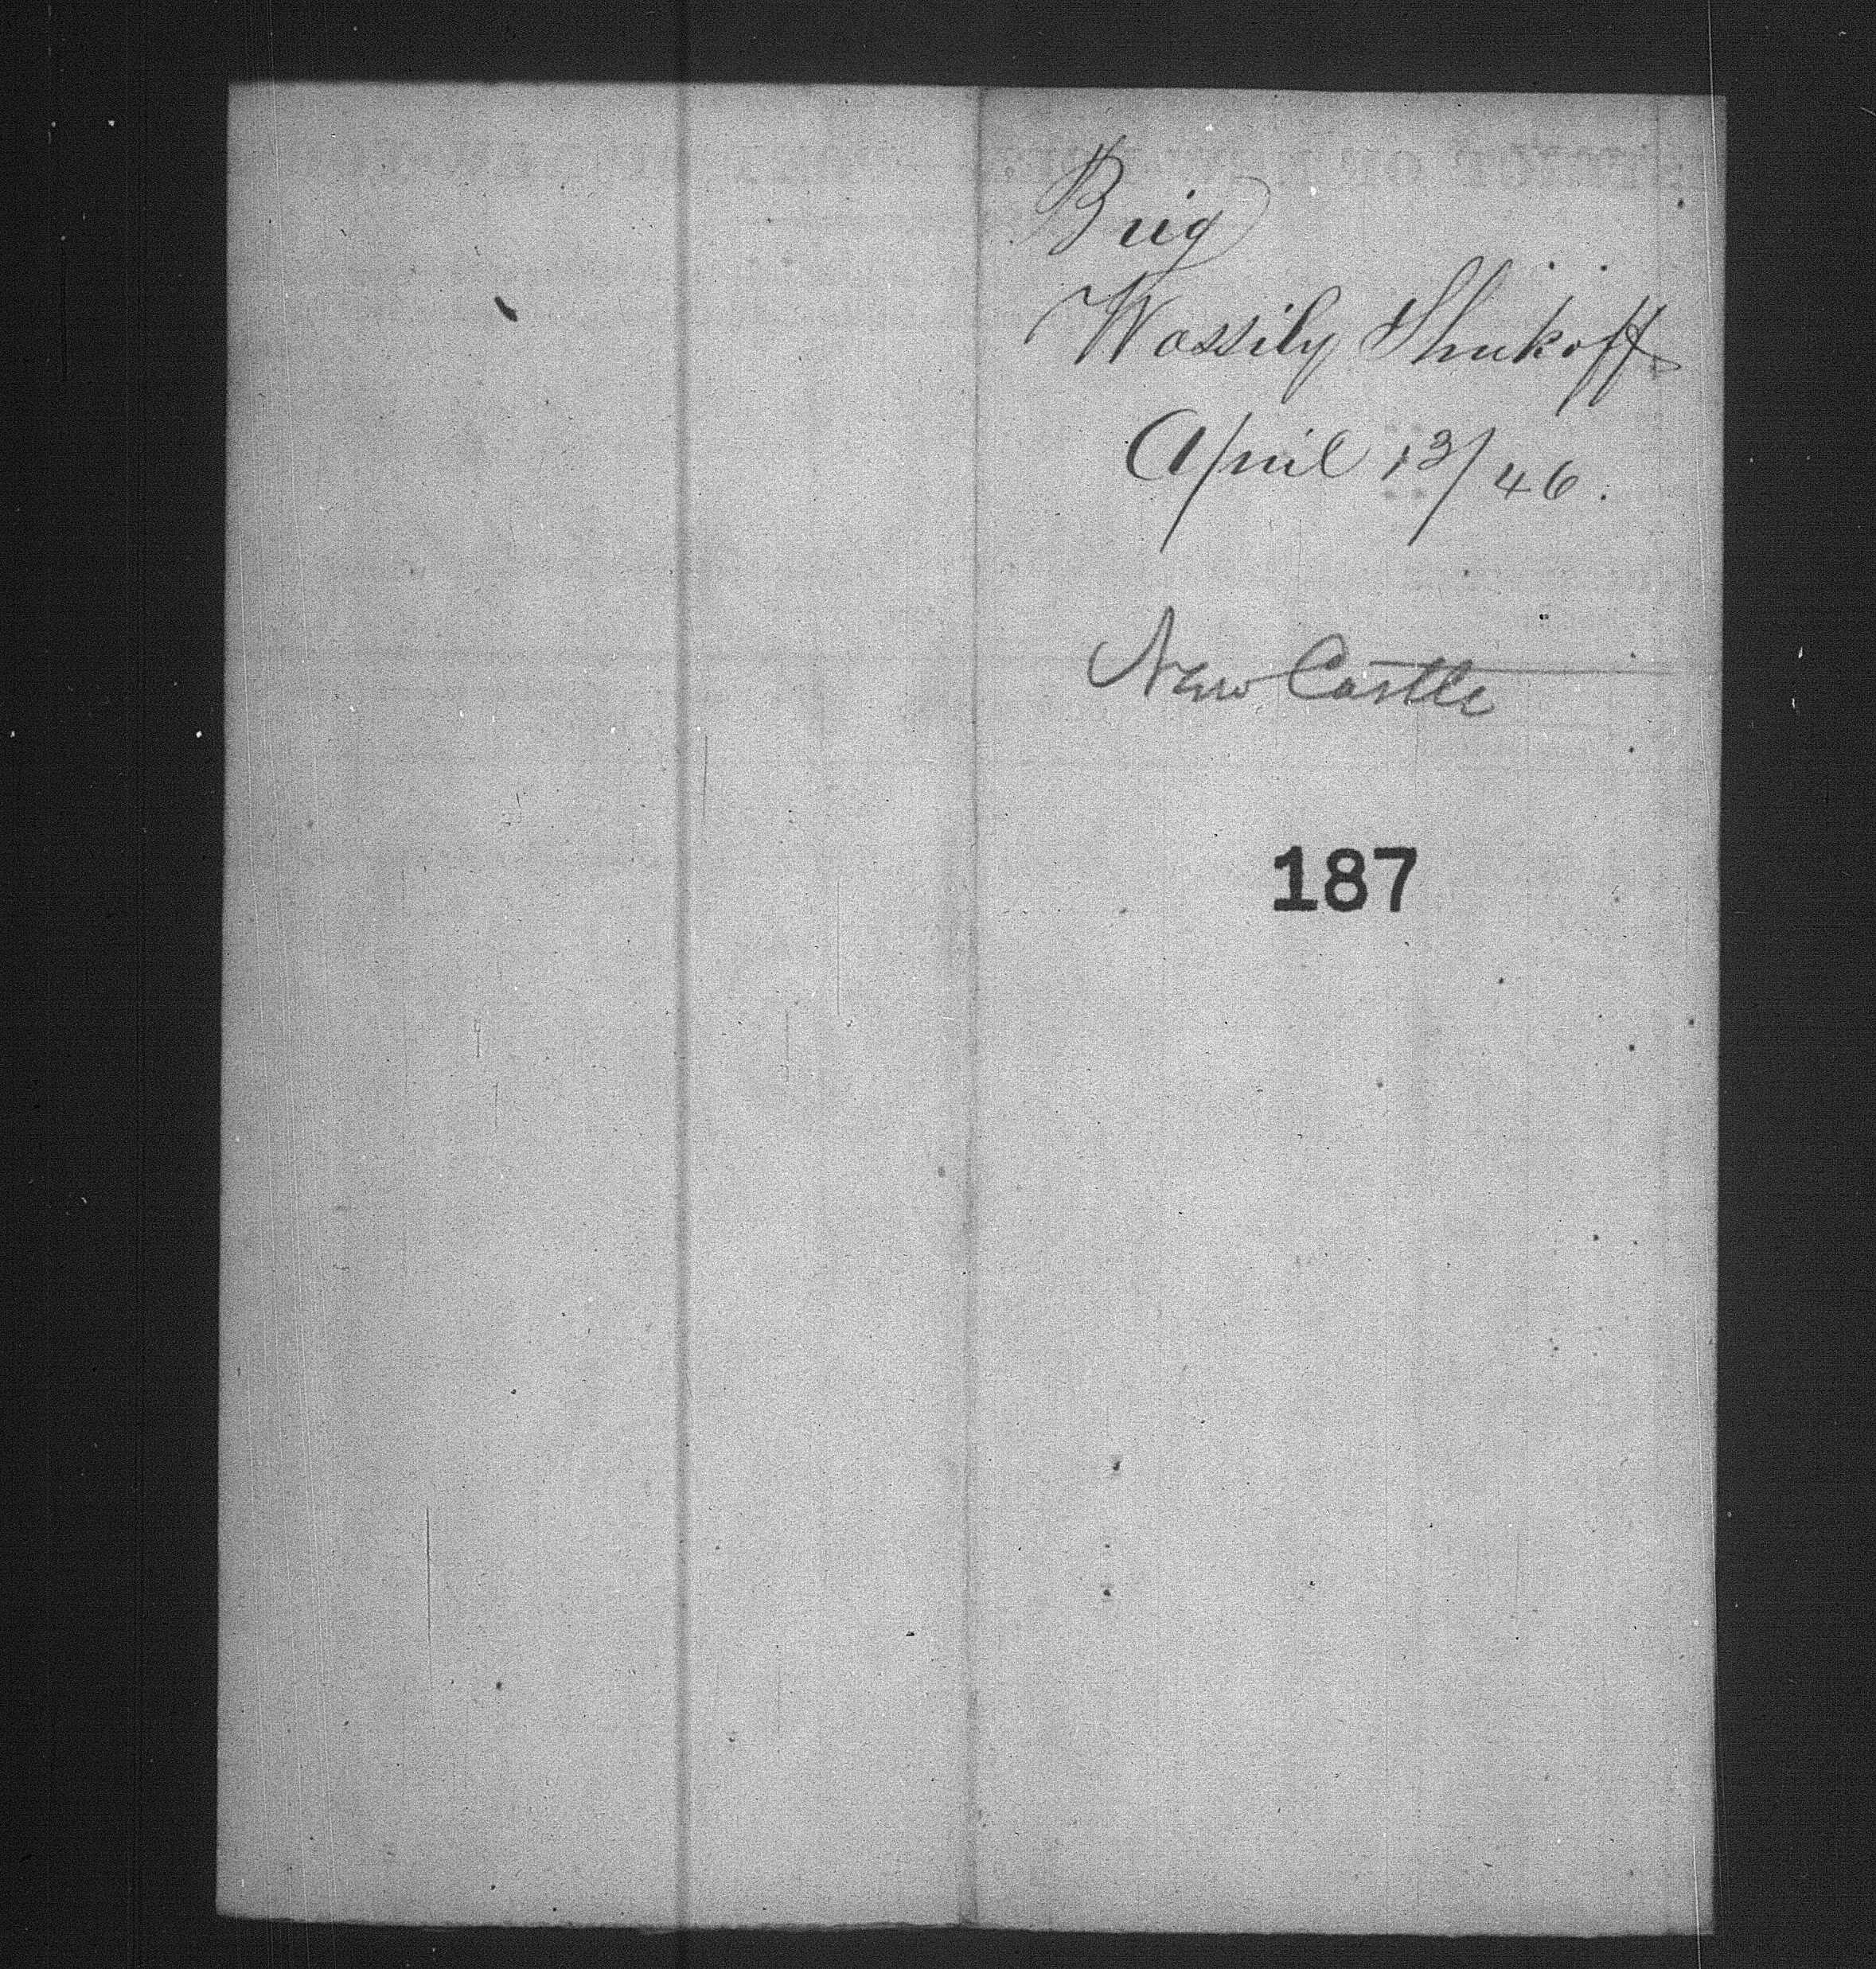 Brig
Wassily Shukoff
April 13/46.
New Castle
187